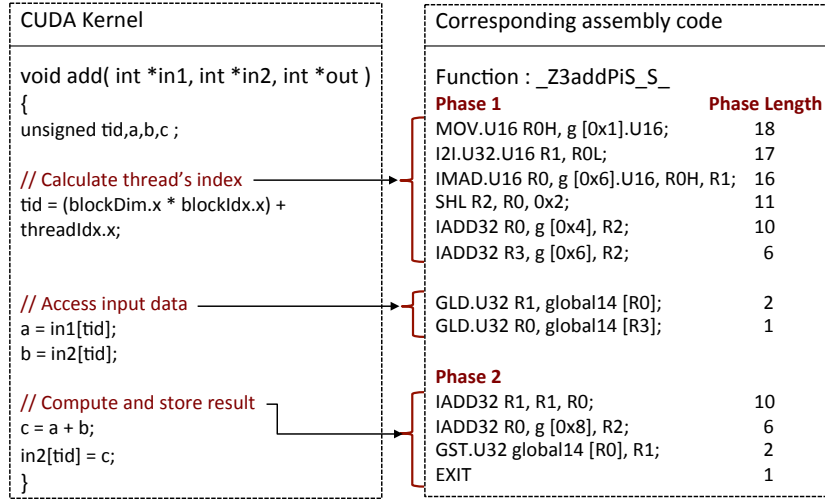 CUDA Kernel
void add( int *in1, int *in2, int *out )
{
unsigned tid,a,b,c ;
// Calculate thread's index
tid = (blockDim.x * blockIdx.x) +
threadIdx.x;
// Access input data
a = in1[tid];
b = in2[tid];
// Compute and store result
c = a + b;
in2[tid] = c;
}
Corresponding assembly code
Function : _Z3addPiS_S_
Phase 1 Phase Length
MOV.U16 R0H, g [0x1].U16; 18
I2I.U32.U16 R1, R0L; 17
IMAD.U16 R0, g [0x6].U16, R0H, R1; 16
SHL R2, R0, 0x2; 11
IADD32 R0, g [0x4], R2; 10
IADD32 R3, g [0x6], R2; 6
GLD.U32 R1, global14 [R0]; 2
GLD.U32 R0, global14 [R3]; 1
Phase 2
IADD32 R1, R1, R0; 10
IADD32 R0, g [0x8], R2; 6
GST.U32 global14 [R0], R1; 2
EXIT 1